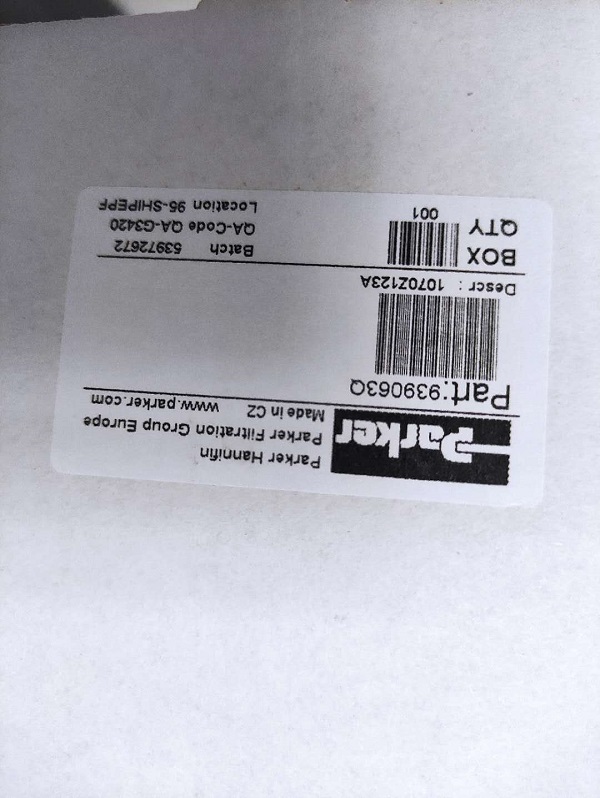 Parker
Parker Hannifin
Parker Filtration Group Europe
Made in CZ www.parker.com
Part:939063Q
Descr : 1070Z123A
BOX
QTY
001
Batch 53972672
QA-Code QA-G3420
Location 95-SHIPEPF